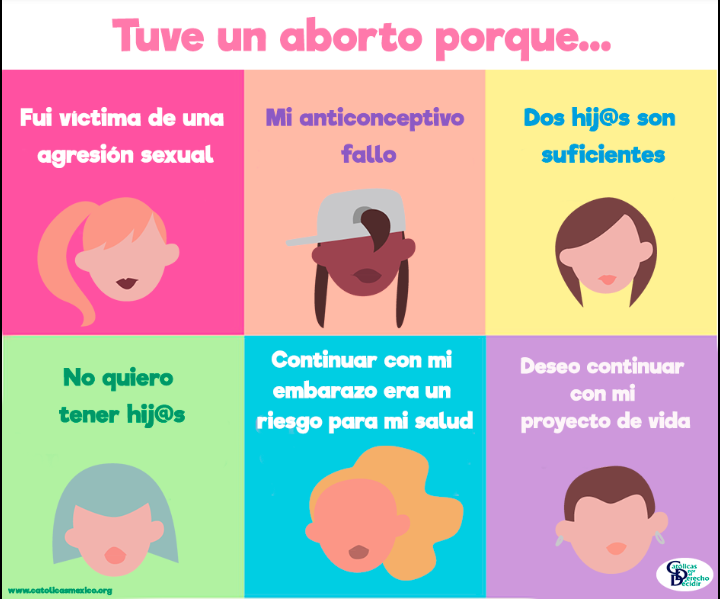 Tuve un aborto porque...
Fui víctima de una
agresión sexual
Mi anticonceptivo
fallo
Dos hij@s son
suficientes
No quiero
tener hij@s
Continuar con mi
embarazo era un
riesgo para mi salud
Deseo continuar
con mi
proyecto de vida
www.catolicasmexico.org
Católicas
por el
Derecho a
Decidir